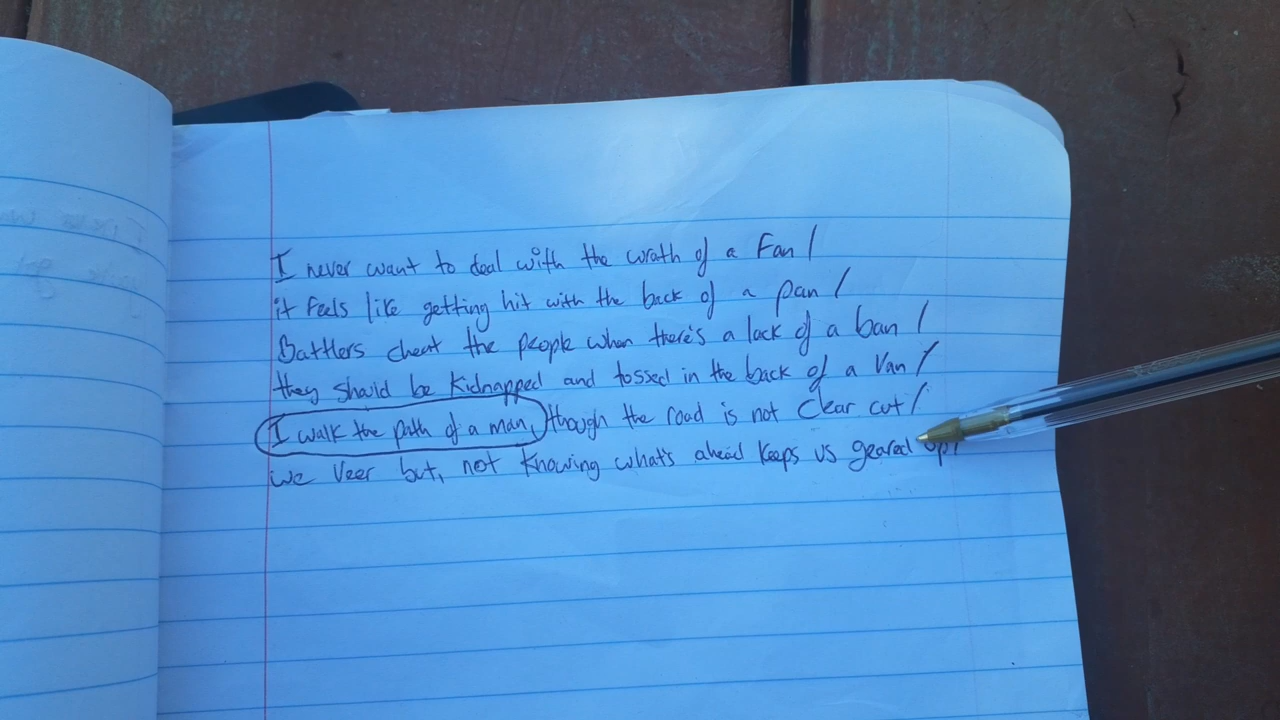 I never want to deal with the wrath of a Fan /
it feels like getting hit with the back of a pan /
Battlers cheat the people when there's a lack of a ban /
they should be kidnapped and tossed in the back of a Van /
I walk the path of a man, though the road is not clear cut /
we veer but, not knowing what's ahead keeps us geared up /